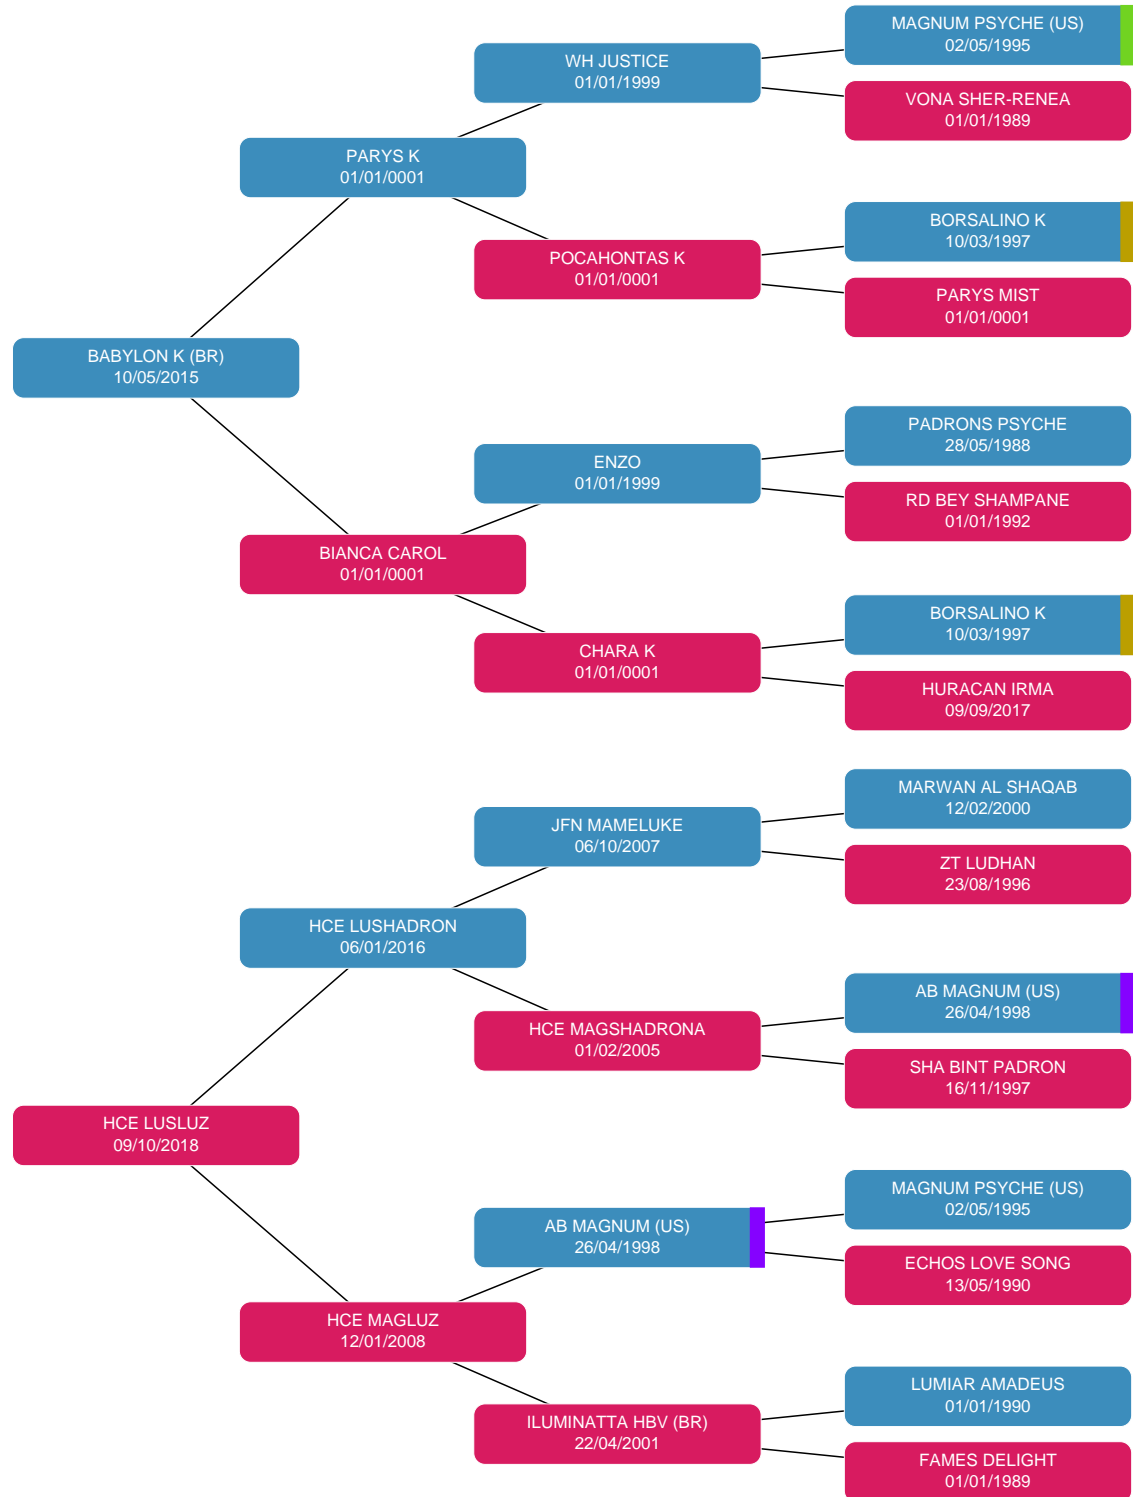 MAGNUM PSYCHE (US)
02/05/1995
WH JUSTICE
01/01/1999
VONA SHER-RENEA
01/01/1989
PARYS K
01/01/0001
BORSALINO K
10/03/1997
POCAHONTAS K
01/01/0001
PARYS MIST
01/01/0001
BABYLON K (BR)
10/05/2015
PADRONS PSYCHE
28/05/1988
ENZO
01/01/1999
RD BEY SHAMPANE
01/01/1992
BIANCA CAROL
01/01/0001
BORSALINO K
10/03/1997
CHARA K
01/01/0001
HURACAN IRMA
09/09/2017
MARWAN AL SHAQAB
12/02/2000
JFN MAMELUKE
06/10/2007
ZT LUDHAN
23/08/1996
HCE LUSHADRON
06/01/2016
AB MAGNUM (US)
26/04/1998
HCE MAGSHADRONA
01/02/2005
SHA BINT PADRON
16/11/1997
HCE LUSLUZ
09/10/2018
MAGNUM PSYCHE (US)
02/05/1995
AB MAGNUM (US)
26/04/1998
ECHOS LOVE SONG
13/05/1990
HCE MAGLUZ
12/01/2008
LUMIAR AMADEUS
01/01/1990
ILUMINATTA HBV (BR)
22/04/2001
FAMES DELIGHT
01/01/1989